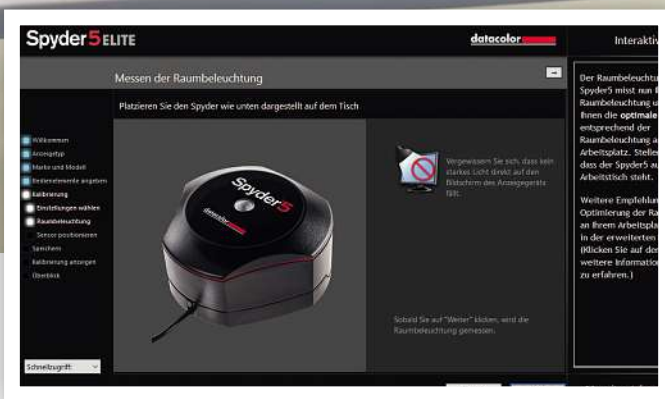 Spyder5ELITE
datacolor
Interaktiv
Messen der Raumbeleuchtung
Platzieren Sie den Spyder wie unten dargestellt auf dem Tisch
Willkommen
Anzeigetyp
Marke und Modell
Bedienelemente angeben
Kalibrierung
Einstellungen wählen
Raumbeleuchtung
Sensor positionieren
Speichern
Kalibrierung anzeigen
Überblick
Schnellzugriff:
Spyder5
datacolor
Vergewissern Sie sich, dass kein
starkes Licht direkt auf den
Bildschirm des Anzeigegeräts
fällt.
Sobald Sie auf "Weiter" klicken, wird die
Raumbeleuchtung gemessen.
Der Raumbeleuchtu
Spyder5 misst nun
Raumbeleuchtung u
Ihnen die optimale
entsprechend der
Raumbeleuchtung a
Arbeitsplatz. Stelle
dass der Spyder5 au
Arbeitstisch steht.
Weitere Empfehlun
Optimierung der Ra
an Ihrem Arbeitspla
in der erweiterten
(Klicken Sie auf der
weitere Information
zu erfahren.)